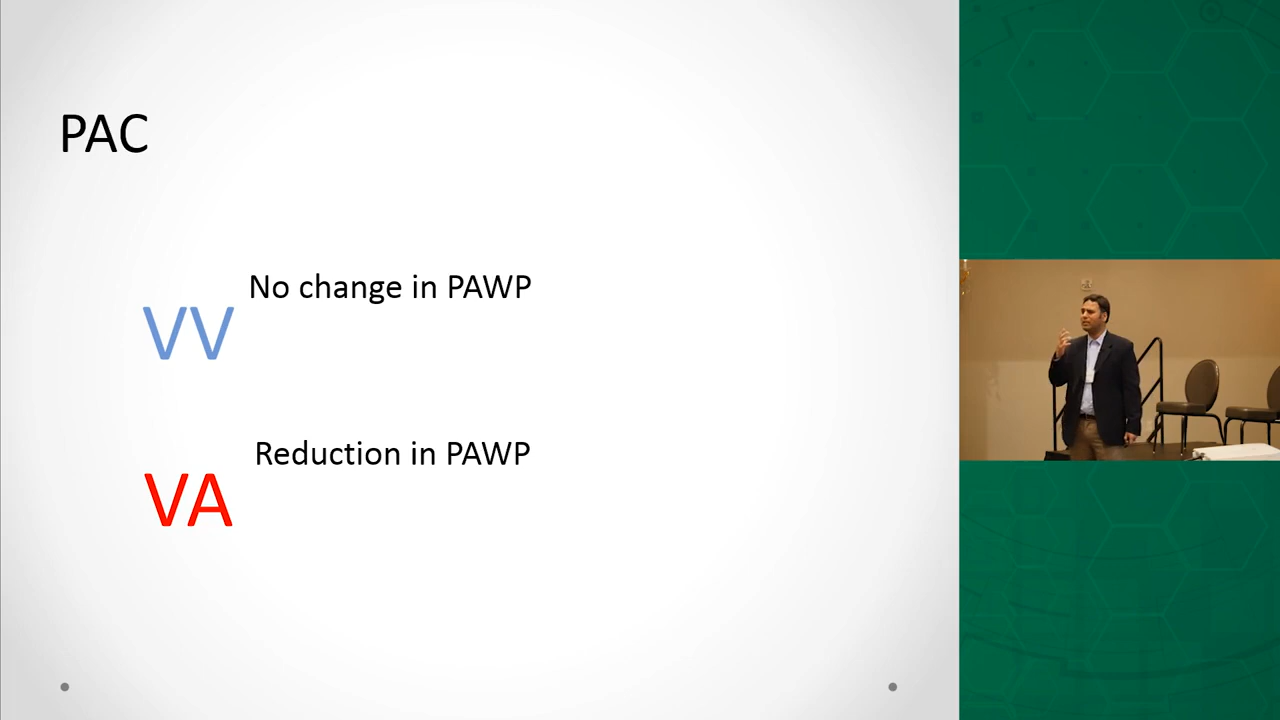 PAC
No change in PAWP
VV
Reduction in PAWP
VA